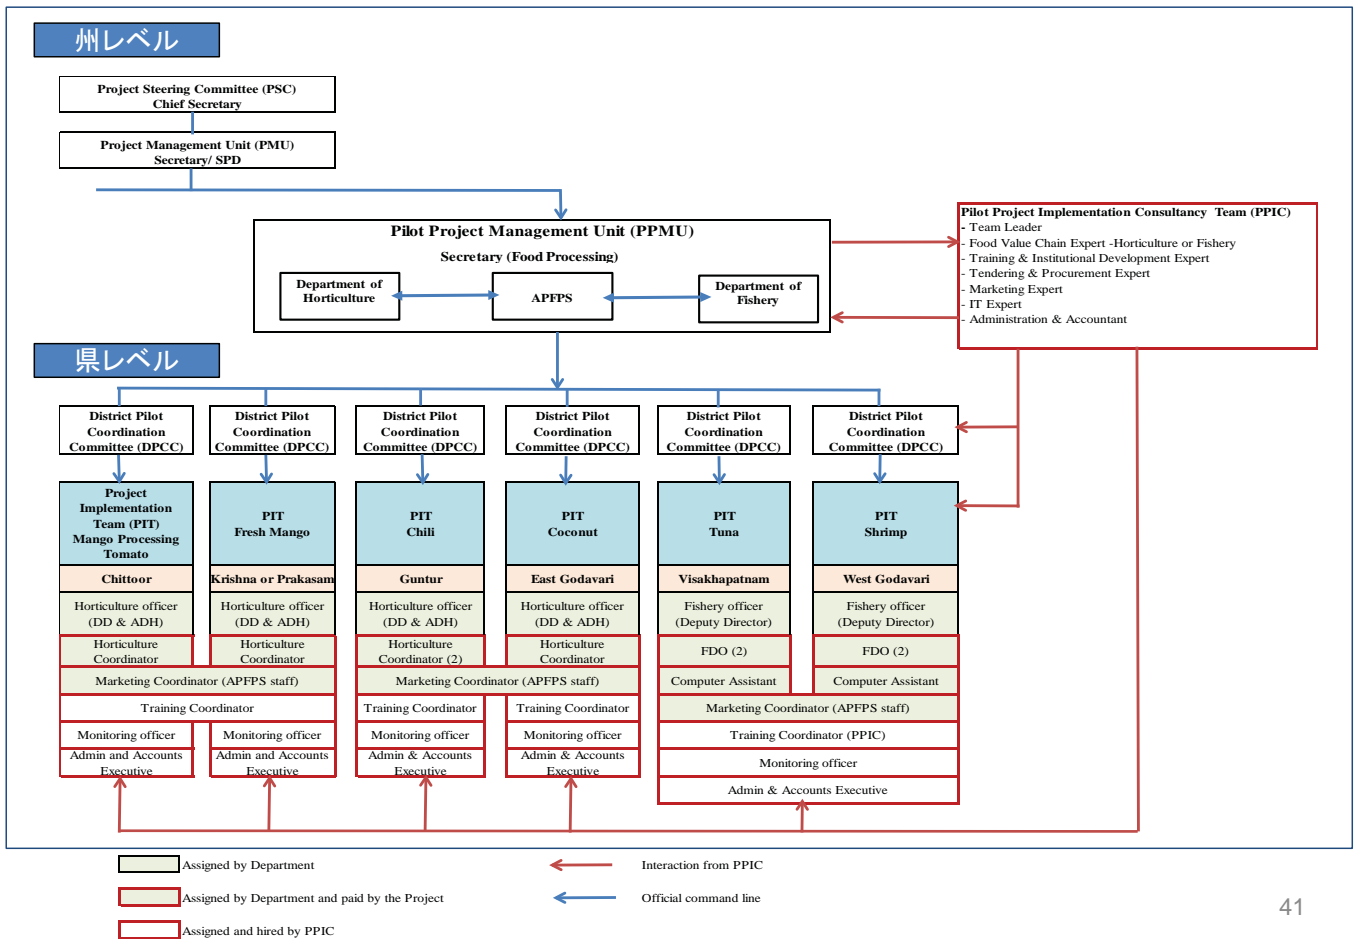 州レベル
Project Steering Committee (PSC)
Chief Secretary
Project Management Unit (PMU)
Secretary/ SPD
Pilot Project Management Unit (PPMU)
Secretary (Food Processing)
Department of
Horticulture
APFPS
Department of
Fishery
Pilot Project Implementation Consultancy Team (PPIC)
- Team Leader
- Food Value Chain Expert -Horticulture or Fishery
- Training & Institutional Development Expert
- Tendering & Procurement Expert
- Marketing Expert
- IT Expert
- Administration & Accountant
県レベル
District Pilot
Coordination
Committee (DPCC)
District Pilot
Coordination
Committee (DPCC)
District Pilot
Coordination
Committee (DPCC)
District Pilot
Coordination
Committee (DPCC)
District Pilot
Coordination
Committee (DPCC)
District Pilot
Coordination
Committee (DPCC)
Project
Implementation
Team (PIT)
Mango Processing
Tomato
PIT
Fresh Mango
PIT
Chili
PIT
Coconut
PIT
Tuna
PIT
Shrimp
Chittoor
Krishna or Prakasam
Guntur
East Godavari
Visakhapatnam
West Godavari
Horticulture officer
(DD & ADH)
Horticulture officer
(DD & ADH)
Horticulture officer
(DD & ADH)
Horticulture officer
(DD & ADH)
Fishery officer
(Deputy Director)
Fishery officer
(Deputy Director)
Horticulture
Coordinator
Horticulture
Coordinator
Horticulture
Coordinator (2)
Horticulture
Coordinator
FDO (2)
FDO (2)
Marketing Coordinator (APFPS staff)
Marketing Coordinator (APFPS staff)
Computer Assistant
Computer Assistant
Training Coordinator
Training Coordinator
Training Coordinator
Marketing Coordinator (APFPS staff)
Monitoring officer
Monitoring officer
Monitoring officer
Monitoring officer
Training Coordinator (PPIC)
Admin and Accounts
Executive
Admin and Accounts
Executive
Admin & Accounts
Executive
Admin & Accounts
Executive
Monitoring officer
Admin & Accounts Executive
Assigned by Department
Interaction from PPIC
Assigned by Department and paid by the Project
Official command line
Assigned and hired by PPIC
41